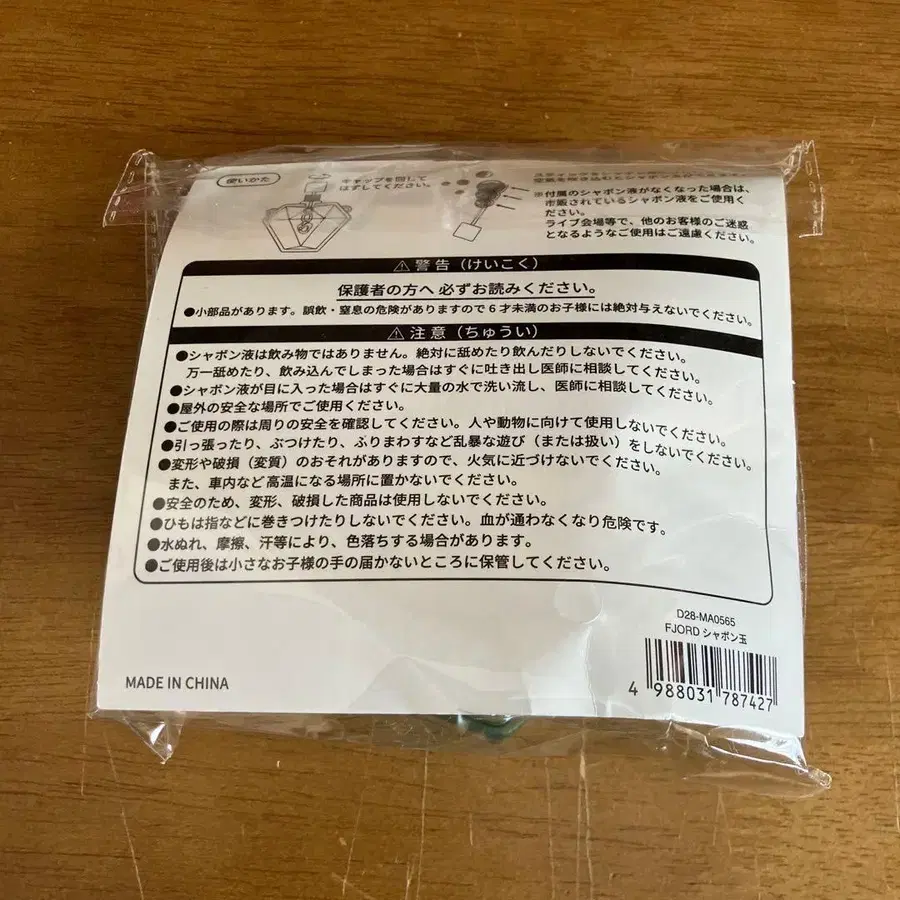 使いかた
キャップを回して
はずしてください。
※付属のシャボン液がなくなった場合は、
市販されているシャボン液をご使用く
ださい。
ライブ会場等で、他のお客様のご迷惑
となるようなご使用はご遠慮ください。
⚠警告（けいこく）
保護者の方へ 必ずお読みください。
●小部品があります。誤飲・窒息の危険がありますので6才未満のお子様には絶対与えないでください。
⚠注意（ちゅうい）
●シャボン液は飲み物ではありません。絶対に舐めたり飲んだりしないでください。
万一舐めたり、飲み込んでしまった場合はすぐに吐き出し医師に相談してください。
●シャボン液が目に入った場合はすぐに大量の水で洗い流し、医師に相談してください。
●屋外の安全な場所でご使用ください。
●ご使用の際は周りの安全を確認してください。人や動物に向けて使用しないでください。
●引っ張ったり、ぶつけたり、ふりまわすなど乱暴な遊び（または扱い）をしないでください。
●変形や破損（変質）のおそれがありますので、火気に近づけないでください。
また、車内など高温になる場所に置かないでください。
●安全のため、変形、破損した商品は使用しないでください。
●ひもは指などに巻きつけたりしないでください。血が通わなくなり危険です。
●水ぬれ、摩擦、汗等により、色落ちする場合があります。
●ご使用後は小さなお子様の手の届かないところに保管してください。
D28-MA0565
FJORD シャボン玉
4 988031 787427
MADE IN CHINA